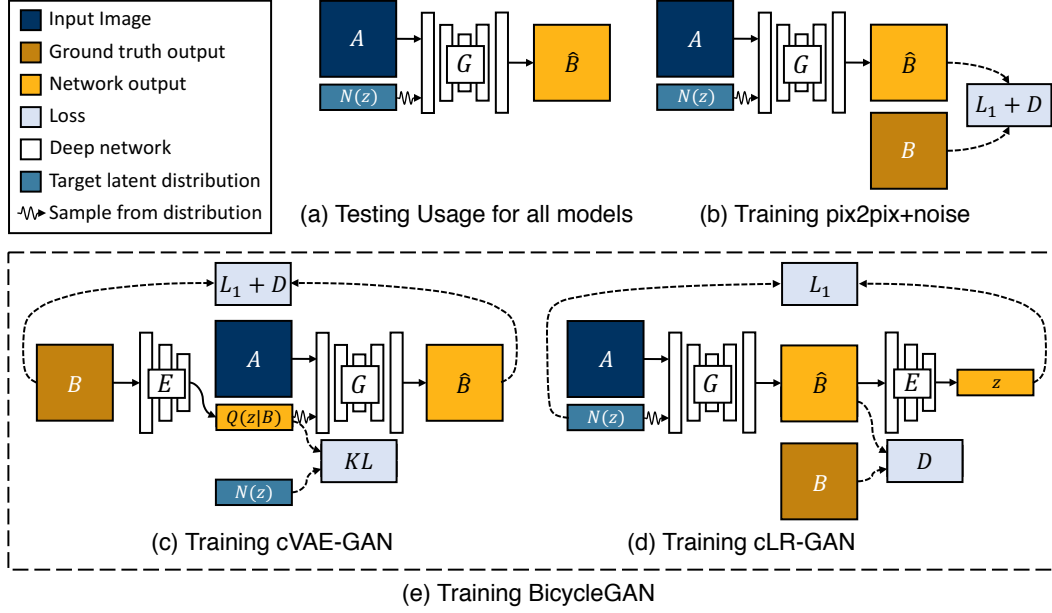 Input Image
Ground truth output
Network output
Loss
Deep network
Target latent distribution
Sample from distribution
A
N(z)
G
B̂
(a) Testing Usage for all models
A
N(z)
G
B̂
B
L₁ + D
(b) Training pix2pix+noise
L₁ + D
B
E
A
Q(z|B)
G
B̂
KL
N(z)
(c) Training cVAE-GAN
L₁
A
N(z)
G
B̂
E
z
B
D
(d) Training cLR-GAN
(e) Training BicycleGAN